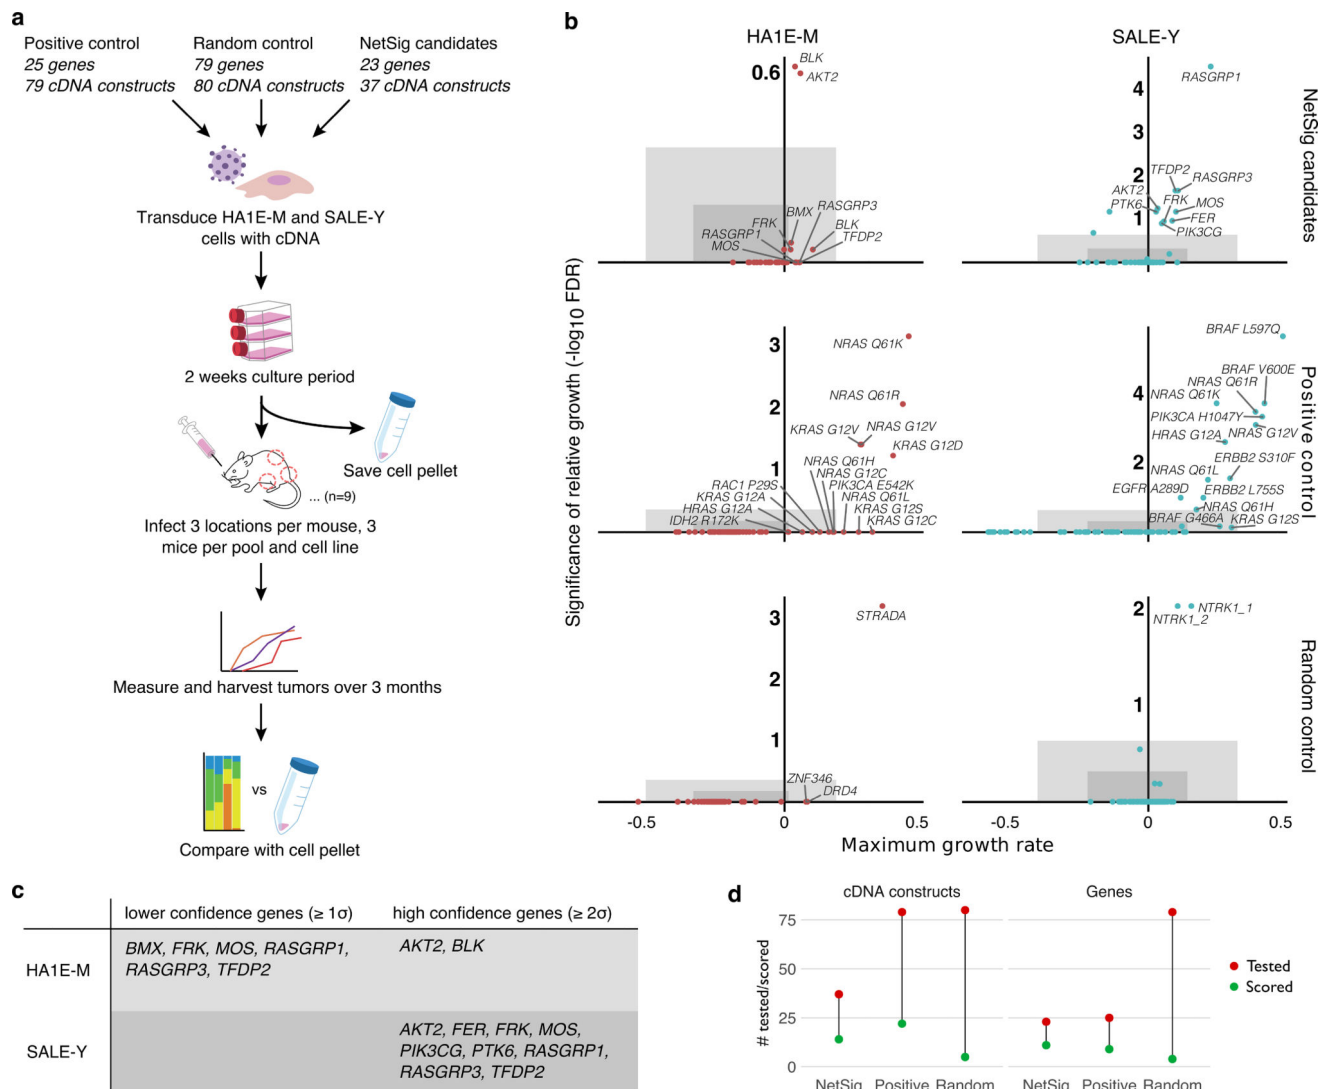 a
Positive control
25 genes
79 cDNA constructs
Random control
79 genes
80 cDNA constructs
NetSig candidates
23 genes
37 cDNA constructs
Transduce HA1E-M and SALE-Y
cells with cDNA
2 weeks culture period
Save cell pellet
... (n=9)
Infect 3 locations per mouse, 3
mice per pool and cell line
Measure and harvest tumors over 3 months
vs
Compare with cell pellet
b
HA1E-M
SALE-Y
Significance of relative growth (-log10 FDR)
0.6
BLK
AKT2
BMX
RASGRP3
FRK
RASGRP1
MOS
BLK
TFDP2
4
3
2
1
RASGRP1
TFDP2
RASGRP3
AKT2
PTK6
FRK
MOS
FER
PIK3CG
NetSig candidates
3
2
1
NRAS Q61K
NRAS Q61R
KRAS G12V
NRAS G12V
KRAS G12D
NRAS Q61H
NRAS G12C
RAC1 P29S
PIK3CA E542K
KRAS G12A
NRAS Q61L
HRAS G12A
KRAS G12S
IDH2 R172K
KRAS G12C
4
2
BRAF L597Q
BRAF V600E
NRAS Q61R
NRAS Q61K
PIK3CA H1047Y
HRAS G12A
NRAS G12V
ERBB2 S310F
NRAS Q61L
EGFR A289D
ERBB2 L755S
NRAS Q61H
BRAF G466A
KRAS G12S
Positive control
3
2
1
STRADA
ZNF346
DRD4
2
1
NTRK1_1
NTRK1_2
Random control
-0.5
0
0.5
0
0.5
Maximum growth rate
c
lower confidence genes (≥ 1σ)
high confidence genes (≥ 2σ)
HA1E-M
BMX, FRK, MOS, RASGRP1,
RASGRP3, TFDP2
AKT2, BLK
SALE-Y
AKT2, FER, FRK, MOS,
PIK3CG, PTK6, RASGRP1,
RASGRP3, TFDP2
d
cDNA constructs
Genes
# tested/scored
75
50
25
0
NetSig
Positive
Random
NetSig
Positive
Random
Tested
Scored